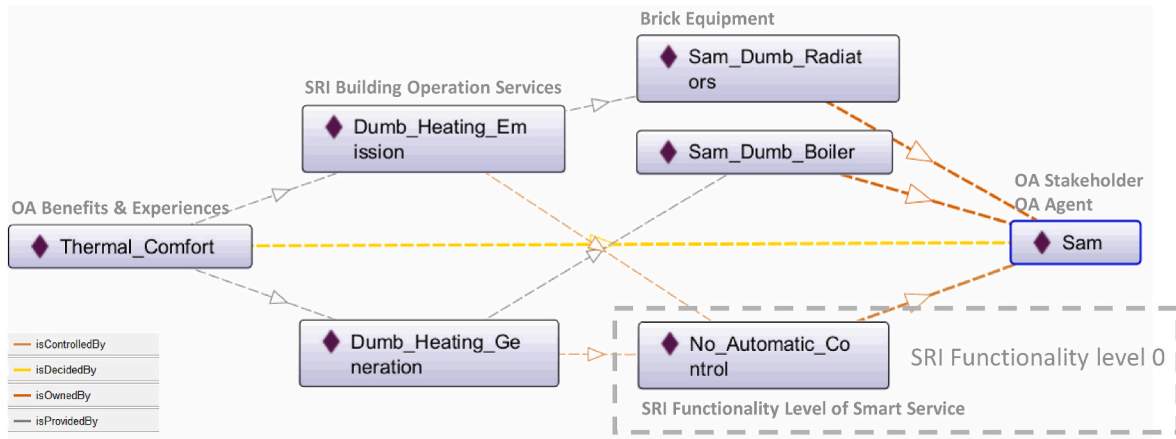 Brick Equipment
Sam_Dumb_Radiat
ors
SRI Building Operation Services
Dumb_Heating_Em
ission
Sam_Dumb_Boiler
OA Stakeholder
OA Agent
OA Benefits & Experiences
Thermal_Comfort
Sam
Dumb_Heating_Ge
neration
No_Automatic_Co
ntrol
SRI Functionality level 0
SRI Functionality Level of Smart Service
isControlledBy
isDecidedBy
isOwnedBy
isProvidedBy